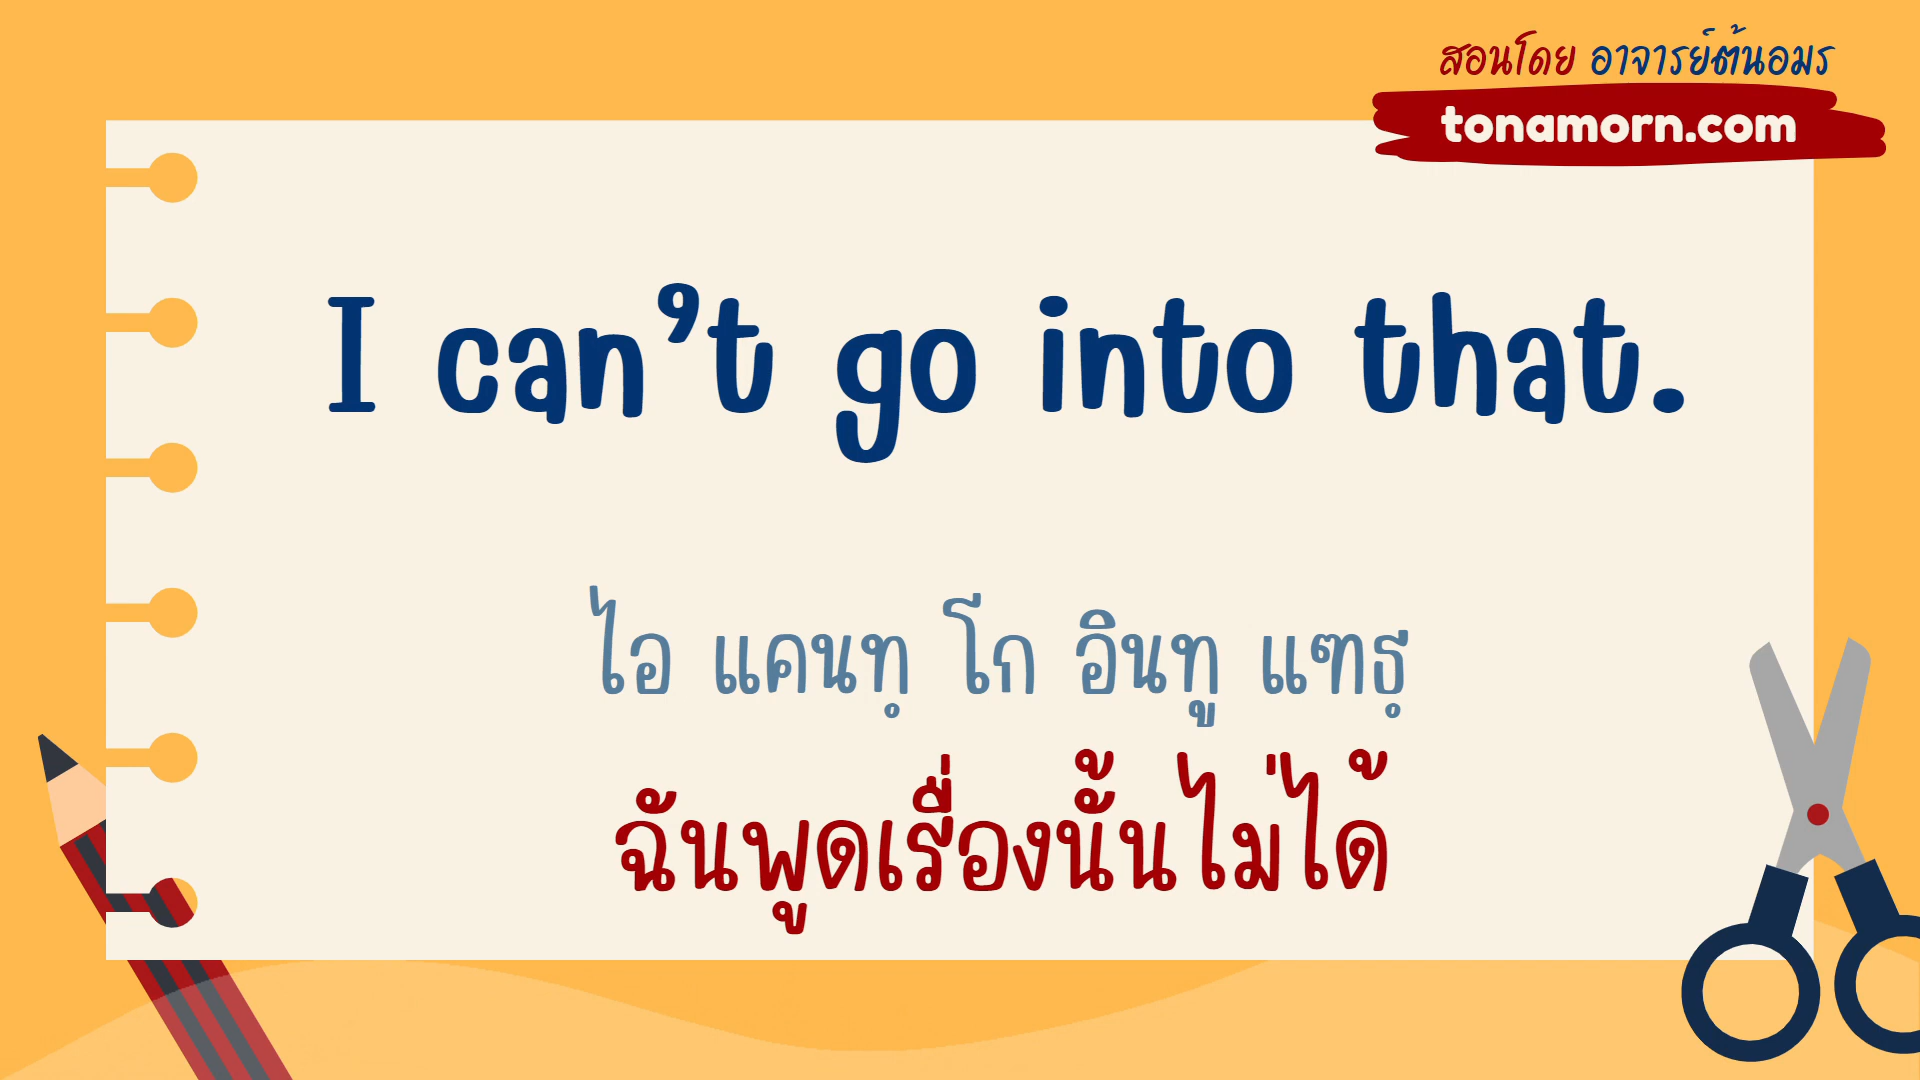 สอนโดย อาจารย์ต้นอมร
tonamorn.com
I can’t go into that.
ไอ แคนทฺ โก อินทู แฑธฺ
ฉันพูดเรื่องนั้นไม่ได้